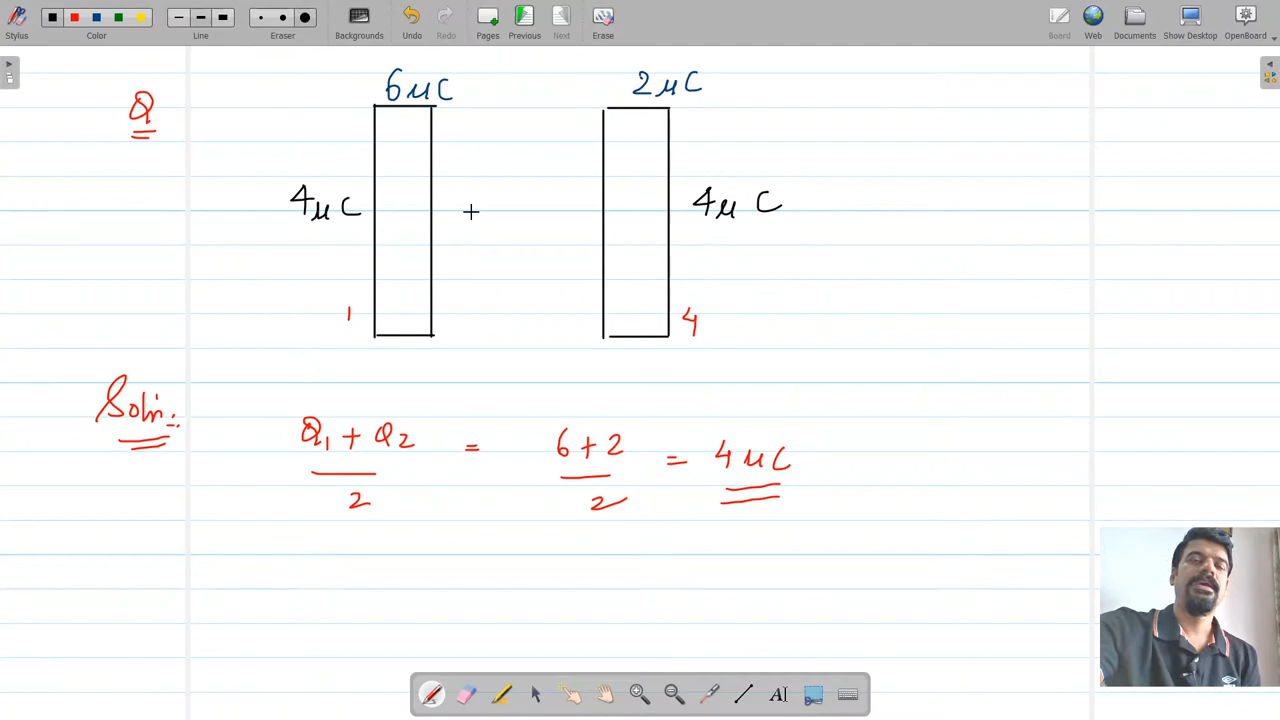 Stylus Color Line Eraser Backgrounds Undo Redo Pages Previous Next Erase Board Web Documents Show Desktop OpenBoard
6μC 2μC
Q
4μC 4μC
1 4
Soln:
Q1 + Q2 = 6+2 = 4μC
2 2